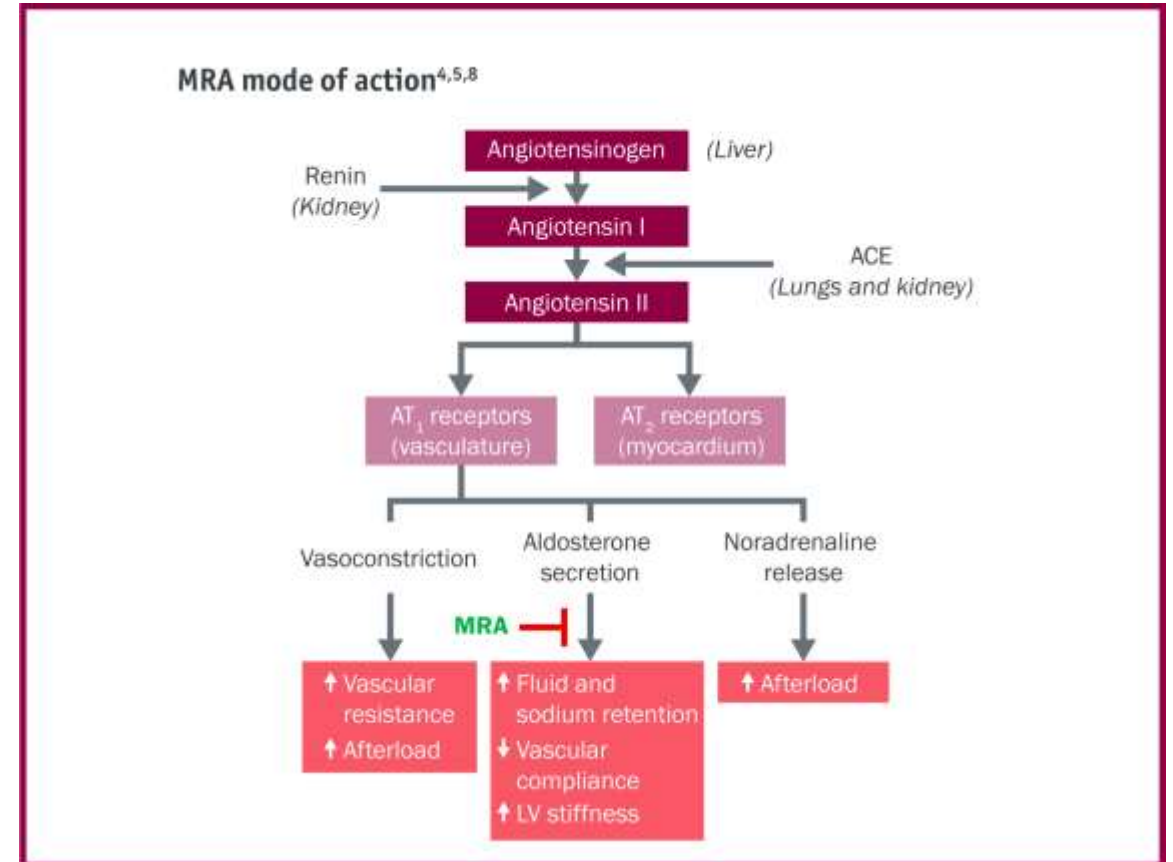 MRA mode of action4,5,8
Angiotensinogen
(Liver)
Renin
(Kidney)
Angiotensin I
ACE
(Lungs and kidney)
Angiotensin II
AT1 receptors
(vasculature)
AT2 receptors
(myocardium)
Vasoconstriction
Aldosterone
secretion
Noradrenaline
release
MRA
↑ Vascular
resistance
↑ Afterload
↑ Fluid and
sodium retention
↓ Vascular
compliance
↑ LV stiffness
↑ Afterload